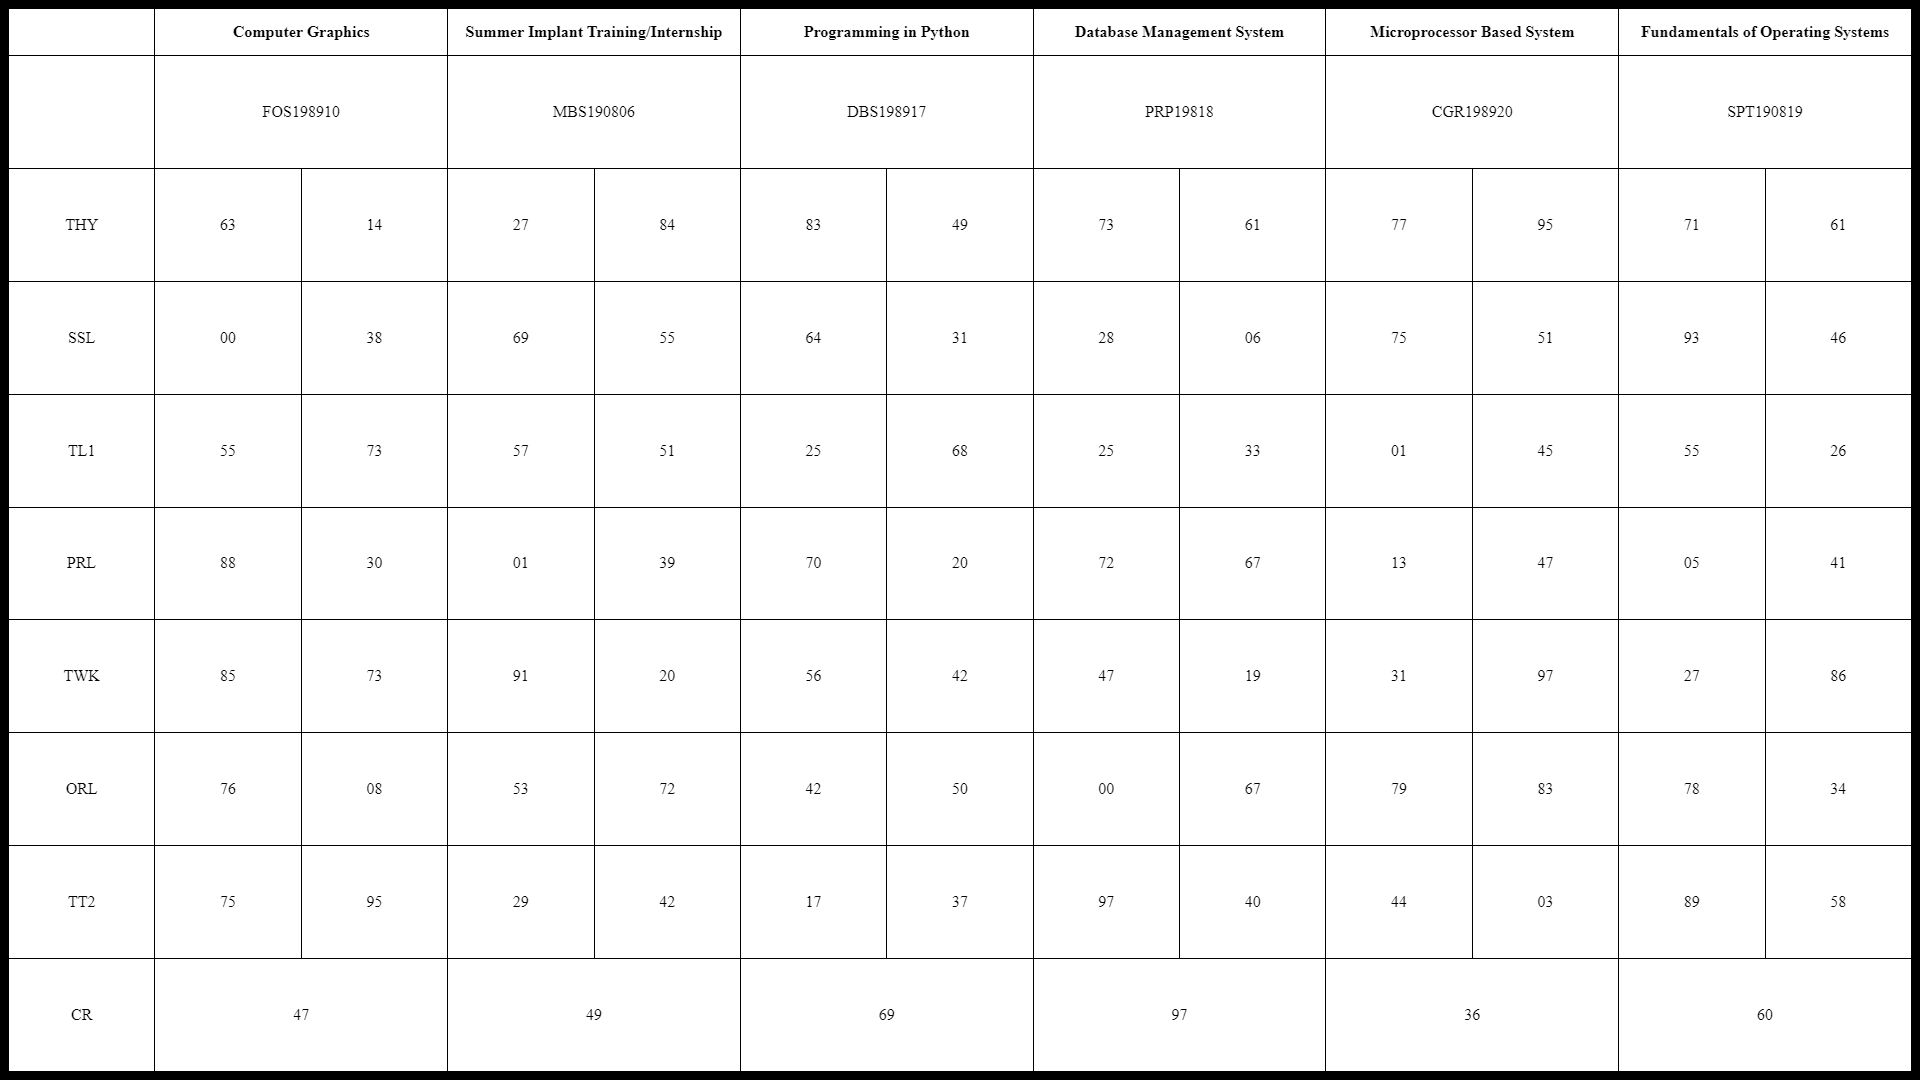 Computer Graphics Summer Implant Training/Internship Programming in Python Database Management System Microprocessor Based System Fundamentals of Operating Systems
FOS198910 MBS190806 DBS198917 PRP19818 CGR198920 SPT190819
THY 63 14 27 84 83 49 73 61 77 95 71 61
SSL 00 38 69 55 64 31 28 06 75 51 93 46
TL1 55 73 57 51 25 68 25 33 01 45 55 26
PRL 88 30 01 39 70 20 72 67 13 47 05 41
TWK 85 73 91 20 56 42 47 19 31 97 27 86
ORL 76 08 53 72 42 50 00 67 79 83 78 34
TT2 75 95 29 42 17 37 97 40 44 03 89 58
CR 47 49 69 97 36 60